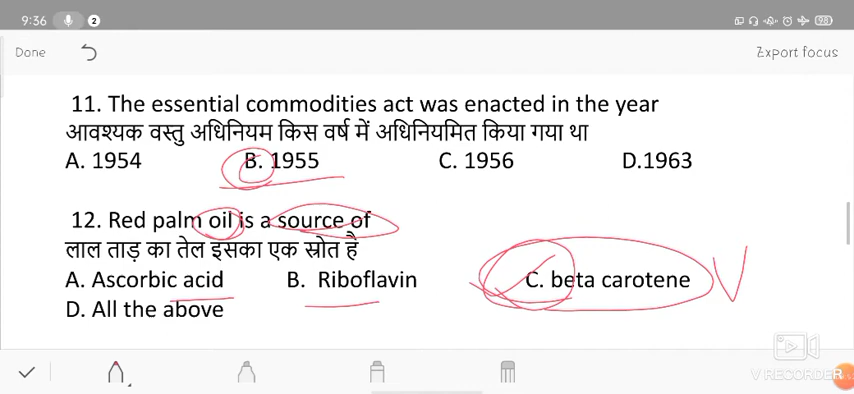 9:36 2 98
Done Export focus
11. The essential commodities act was enacted in the year
आवश्यक वस्तु अधिनियम किस वर्ष में अधिनियमित किया गया था
A. 1954 B. 1955 C. 1956 D.1963
12. Red palm oil is a source of
लाल ताड़ का तेल इसका एक स्रोत है
A. Ascorbic acid B. Riboflavin C. beta carotene
D. All the above
V RECORDER